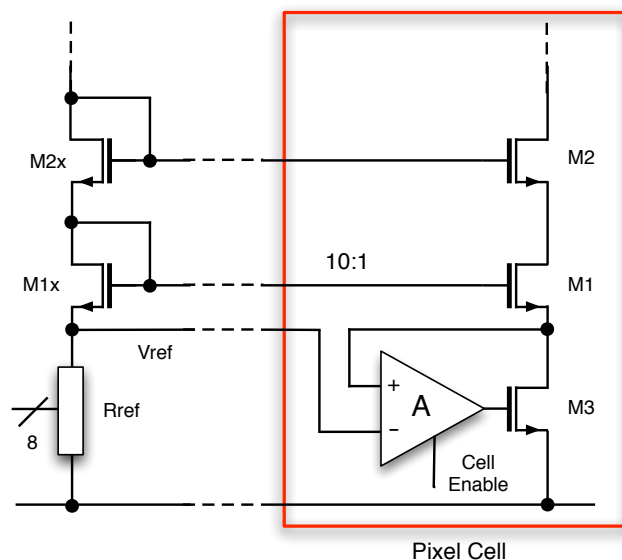 M2x
M2
10:1
M1x
M1
Vref
+
A
M3
−
Rref
8
Cell
Enable
Pixel Cell